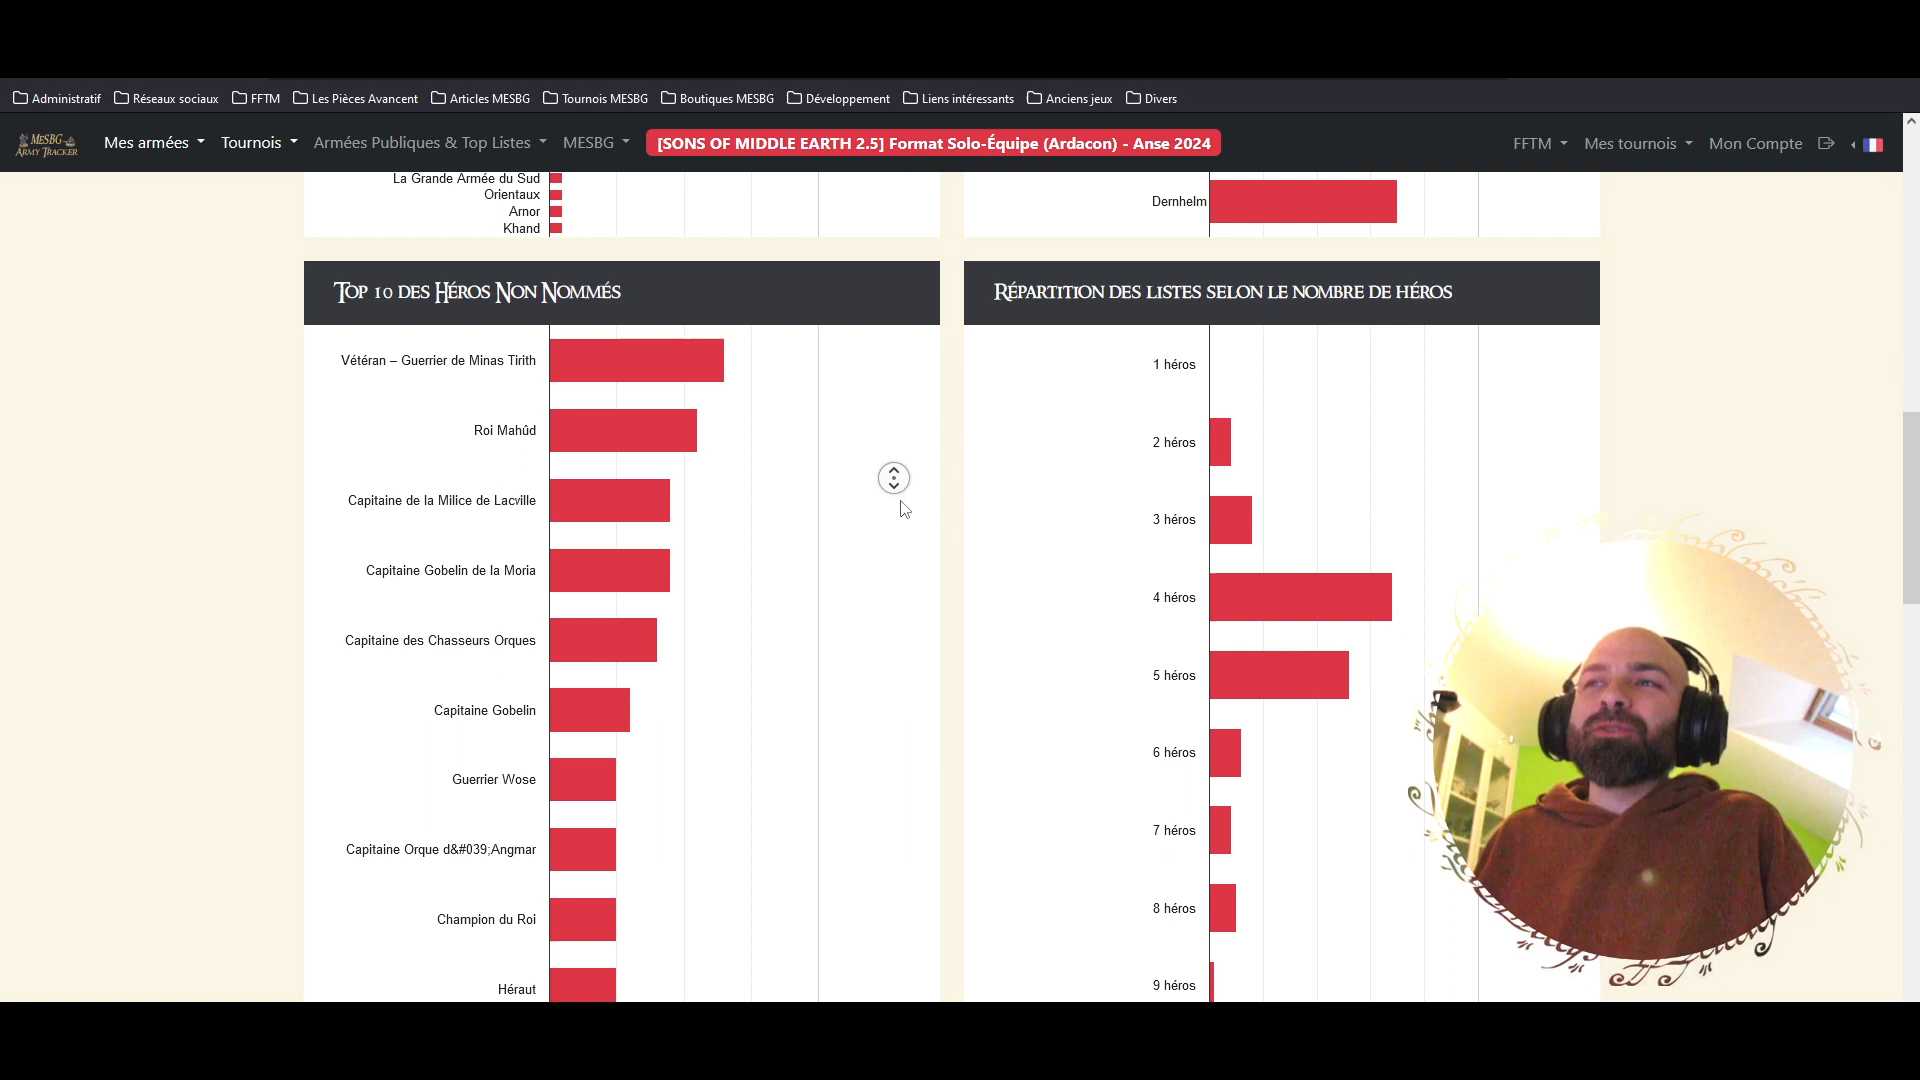 Administratif
Réseaux sociaux
FFTM
Les Pièces Avancent
Articles MESBG
Tournois MESBG
Boutiques MESBG
Développement
Liens intéressants
Anciens jeux
Divers
MESBG
ARMY TRACKER
Mes armées
Tournois
Armées Publiques & Top Listes
MESBG
[SONS OF MIDDLE EARTH 2.5] Format Solo-Équipe (Ardacon) - Anse 2024
FFTM
Mes tournois
Mon Compte
La Grande Armée du Sud
Orientaux
Arnor
Khand
Dernhelm
Top 10 des Héros Non Nommés
Vétéran – Guerrier de Minas Tirith
Roi Mahûd
Capitaine de la Milice de Lacville
Capitaine Gobelin de la Moria
Capitaine des Chasseurs Orques
Capitaine Gobelin
Guerrier Wose
Capitaine Orque d&#039;Angmar
Champion du Roi
Héraut
Répartition des listes selon le nombre de héros
1 héros
2 héros
3 héros
4 héros
5 héros
6 héros
7 héros
8 héros
9 héros